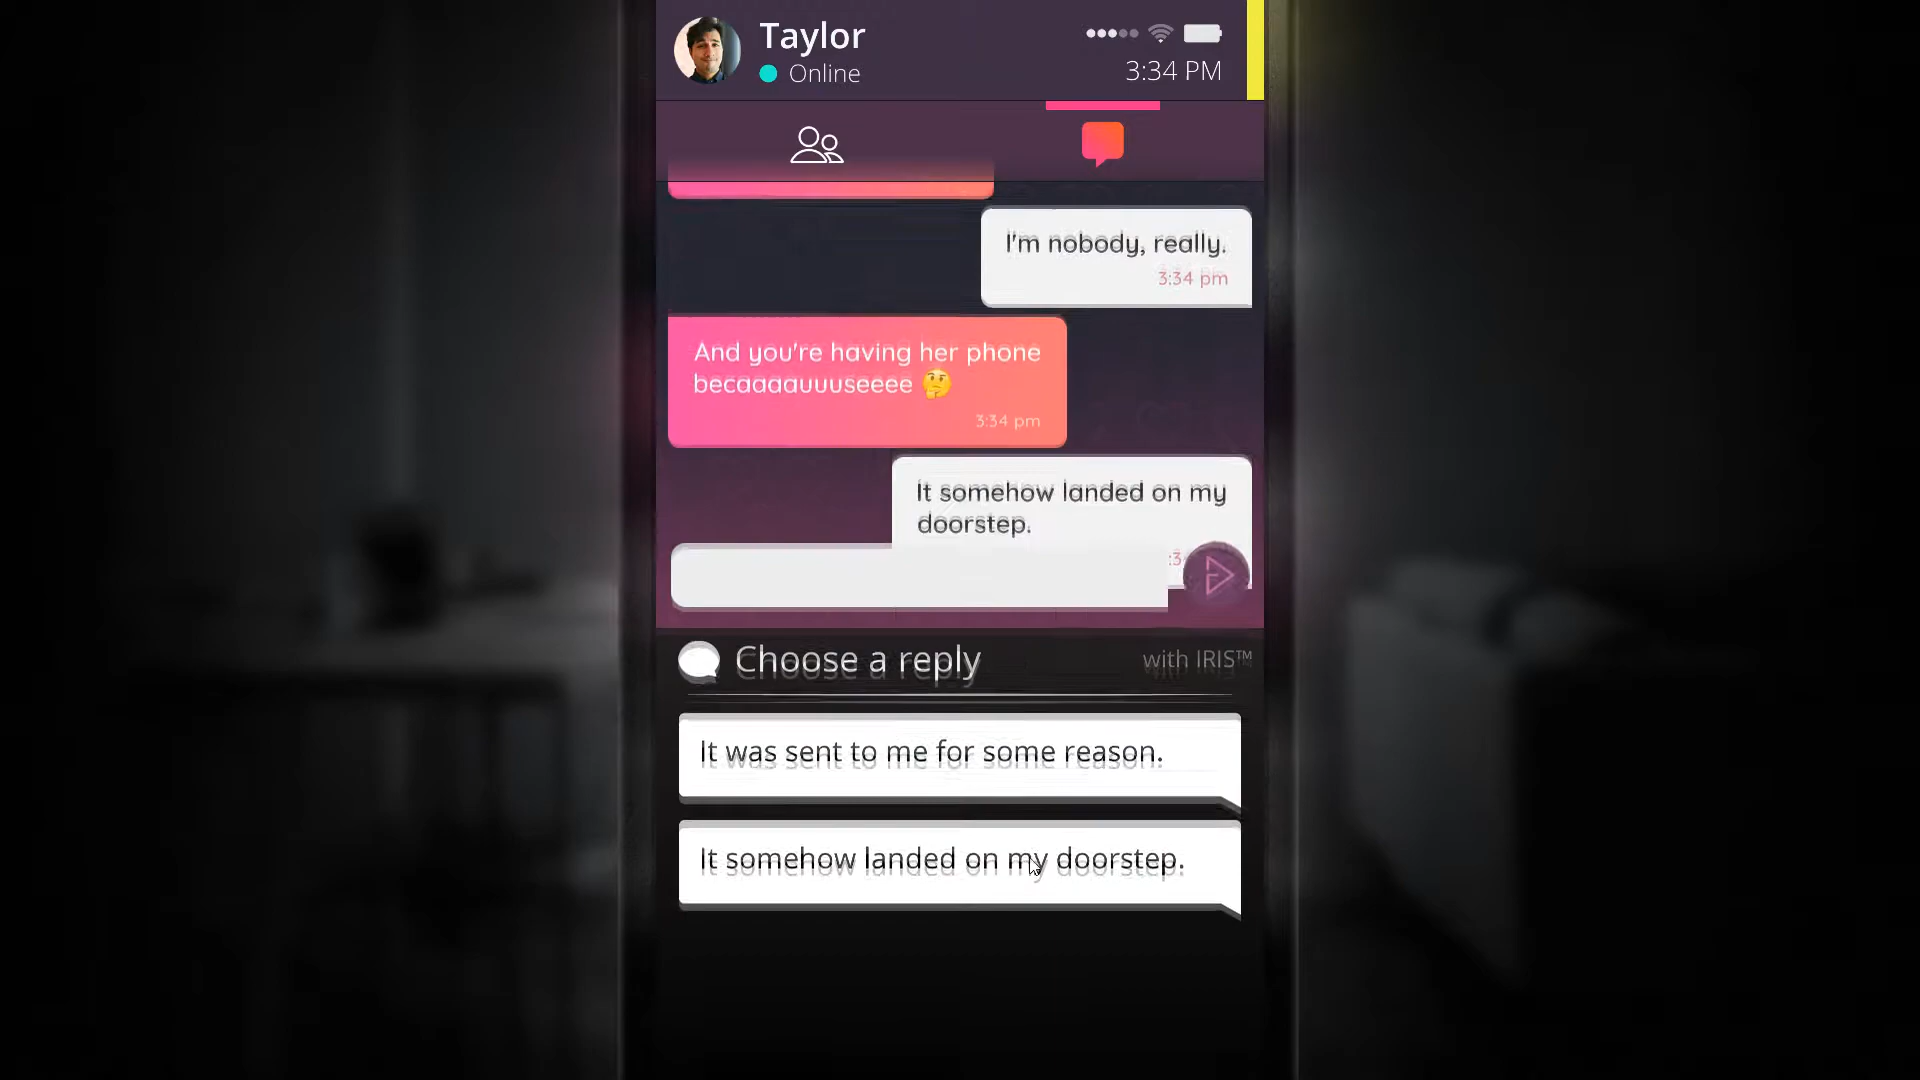 Taylor
Online
3:34 PM
I'm nobody, really.
3:34 pm
And you're having her phone
becaaaauuuseeee 🤔
3:34 pm
It somehow landed on my
doorstep.
:3
Choose a reply
with IRIS™
It was sent to me for some reason.
It somehow landed on my doorstep.